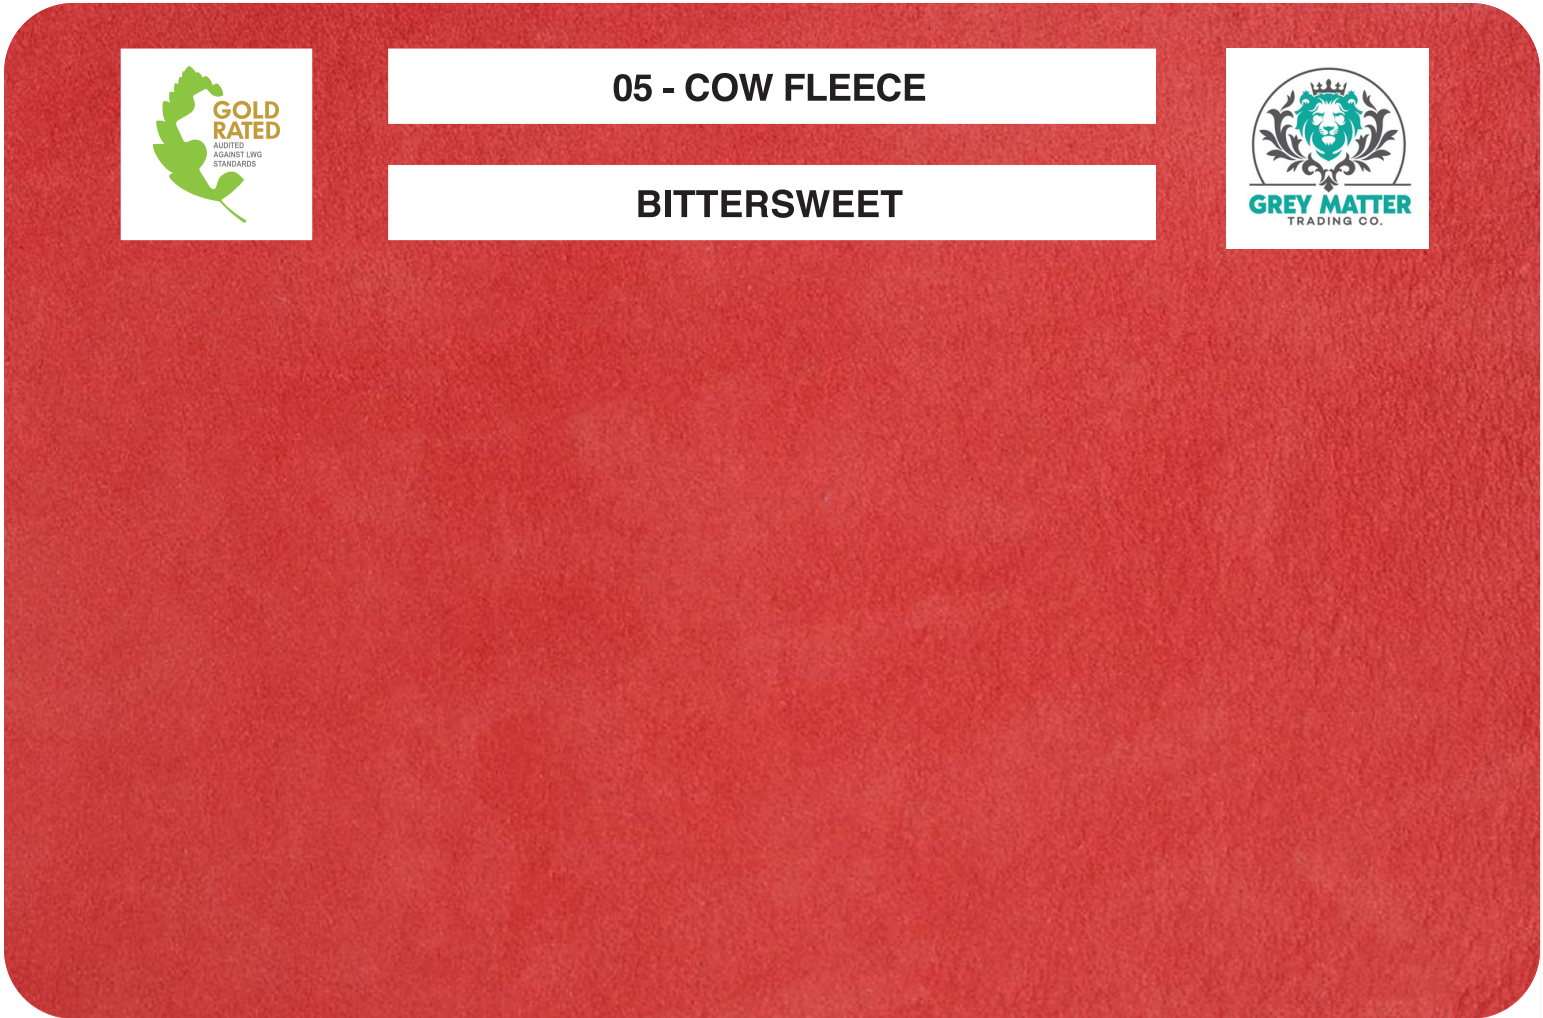 GOLD
RATED
AUDITED
AGAINST LWG
STANDARDS
05 - COW FLEECE
BITTERSWEET
GREY MATTER
TRADING CO.